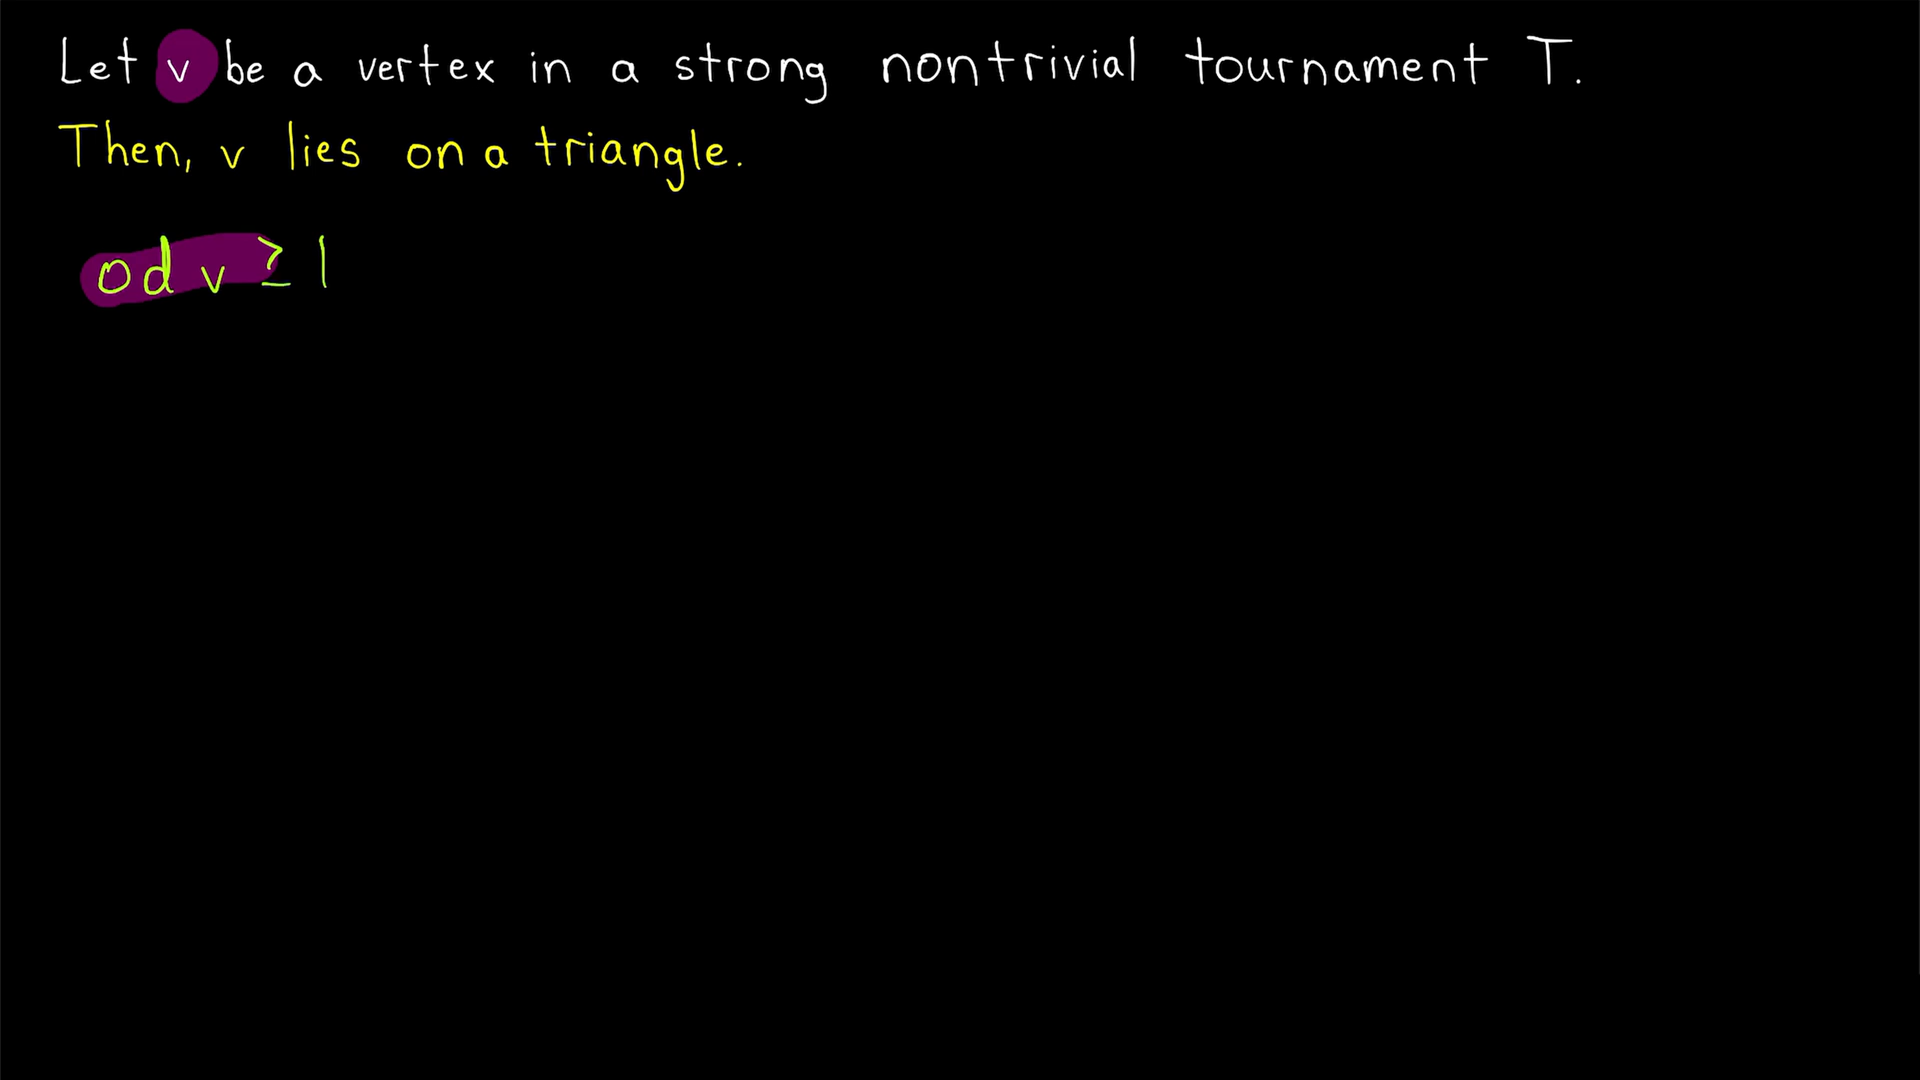 Let v be a vertex in a strong nontrivial tournament T.
Then, v lies on a triangle.
od v ≥ 1